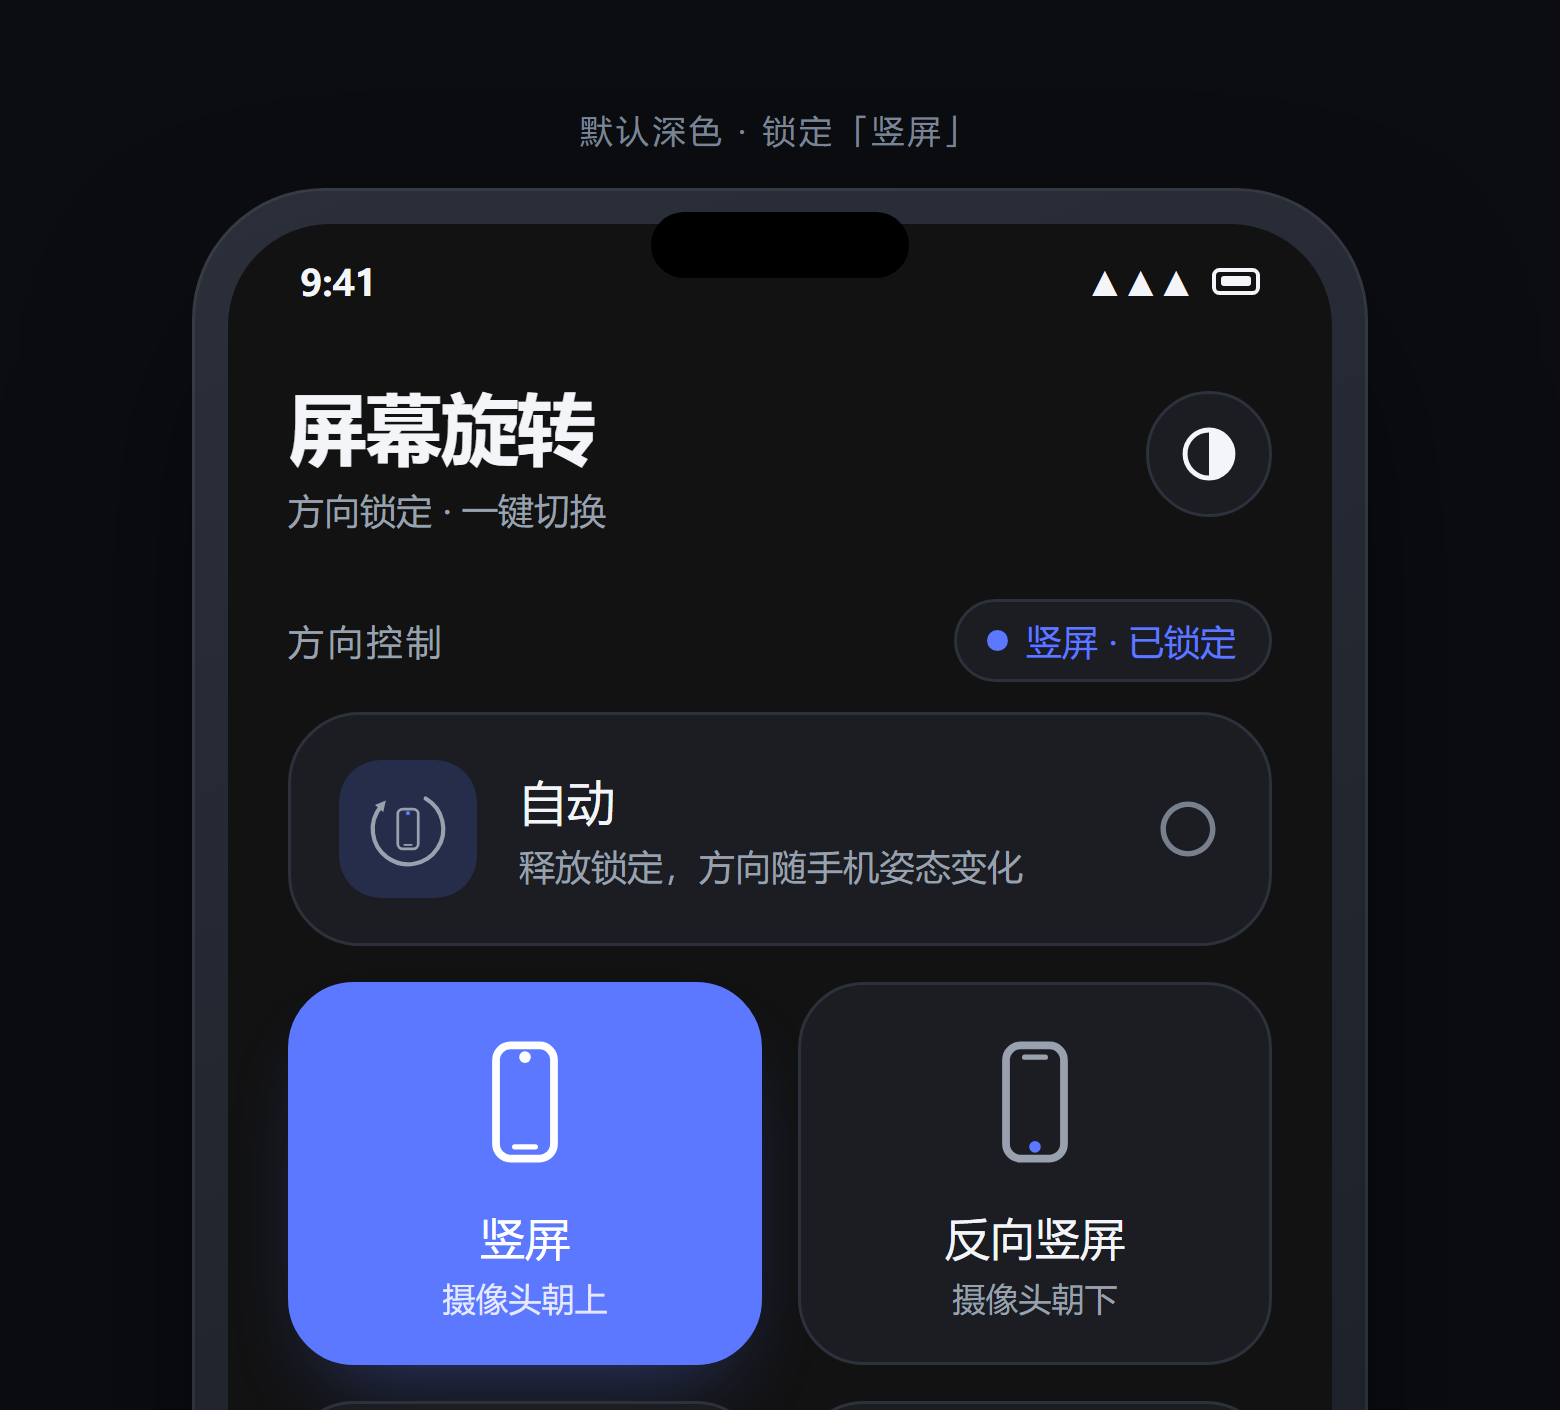 默认深色 · 锁定「竖屏」
9:41
屏幕旋转
方向锁定 · 一键切换
方向控制
竖屏 · 已锁定
自动
释放锁定，方向随手机姿态变化
竖屏
摄像头朝上
反向竖屏
摄像头朝下